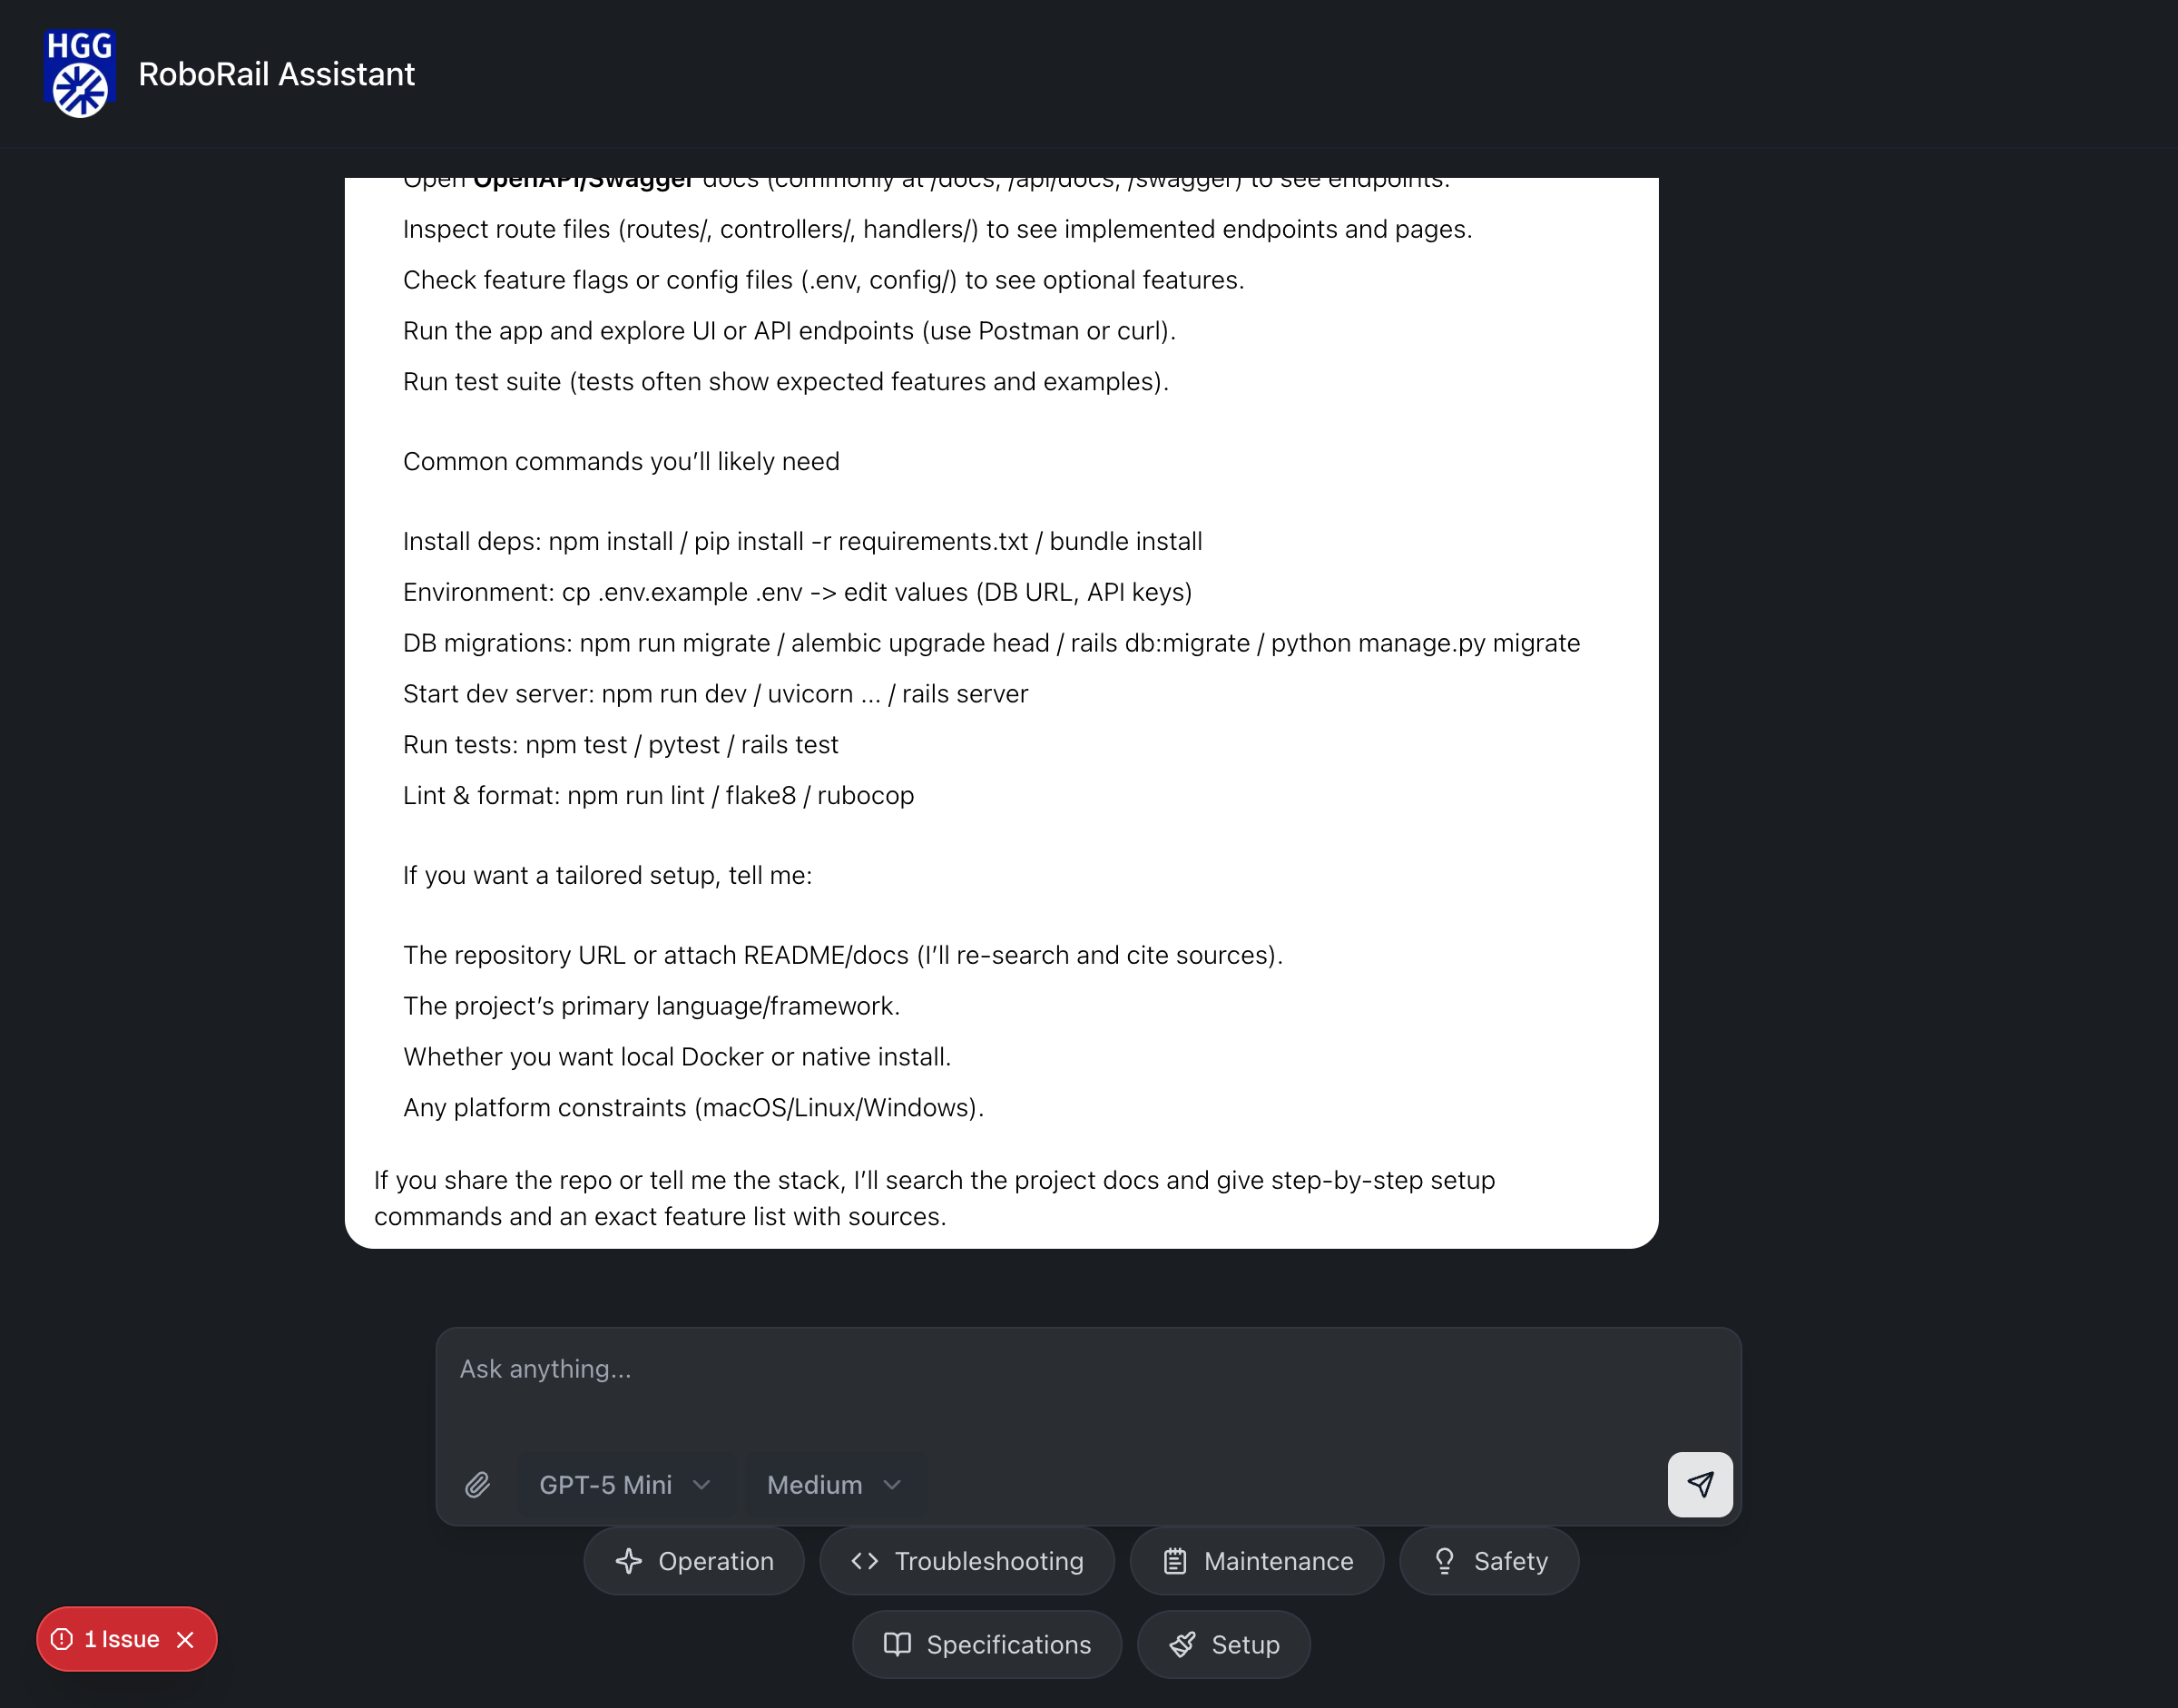 HGG
RoboRail Assistant
Open OpenAPI/Swagger docs (commonly at /docs, /api/docs, /swagger) to see endpoints.
Inspect route files (routes/, controllers/, handlers/) to see implemented endpoints and pages.
Check feature flags or config files (.env, config/) to see optional features.
Run the app and explore UI or API endpoints (use Postman or curl).
Run test suite (tests often show expected features and examples).
Common commands you’ll likely need
Install deps: npm install / pip install -r requirements.txt / bundle install
Environment: cp .env.example .env -> edit values (DB URL, API keys)
DB migrations: npm run migrate / alembic upgrade head / rails db:migrate / python manage.py migrate
Start dev server: npm run dev / uvicorn ... / rails server
Run tests: npm test / pytest / rails test
Lint & format: npm run lint / flake8 / rubocop
If you want a tailored setup, tell me:
The repository URL or attach README/docs (I’ll re-search and cite sources).
The project’s primary language/framework.
Whether you want local Docker or native install.
Any platform constraints (macOS/Linux/Windows).
If you share the repo or tell me the stack, I’ll search the project docs and give step-by-step setup
commands and an exact feature list with sources.
Ask anything...
GPT-5 Mini
Medium
Operation
Troubleshooting
Maintenance
Safety
1 Issue
Specifications
Setup